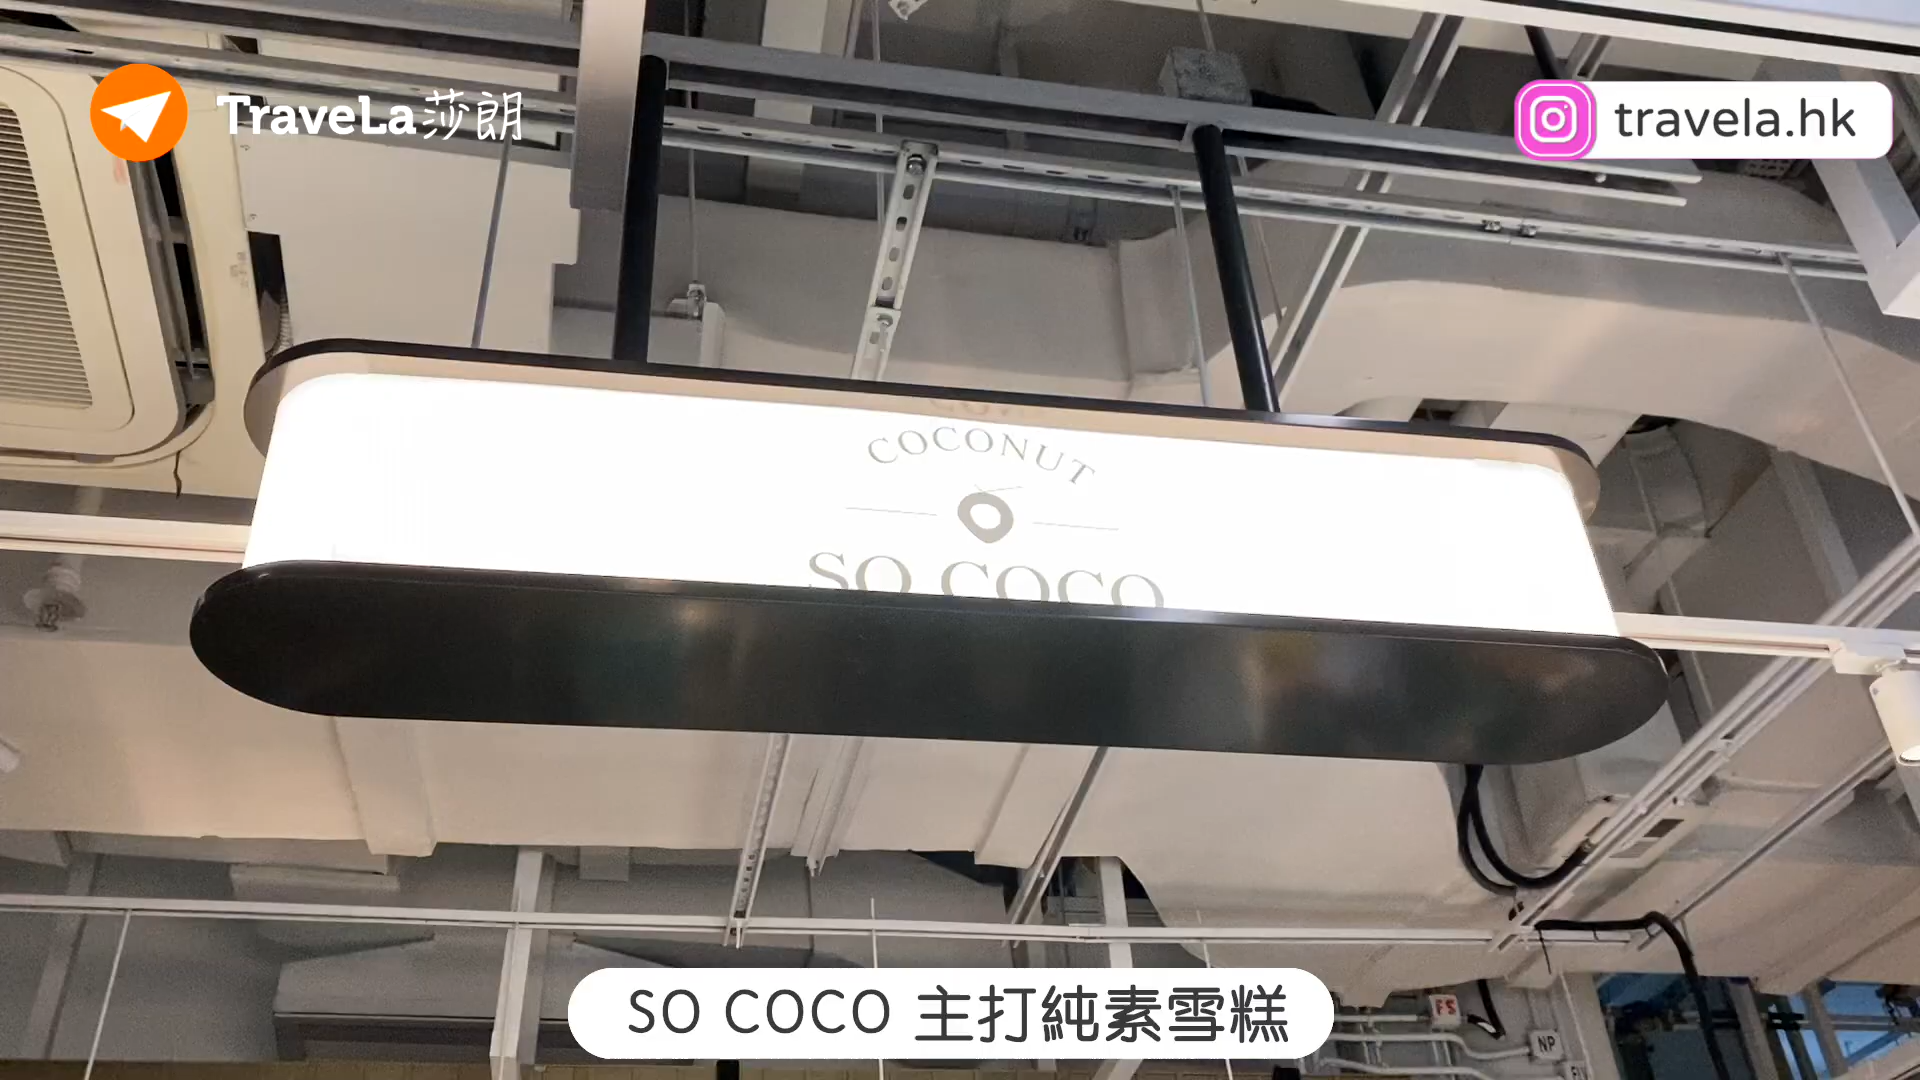 TraveLa莎朗
travela.hk
COCONUT
SO COCO
SO COCO 主打純素雪糕
FS
NP